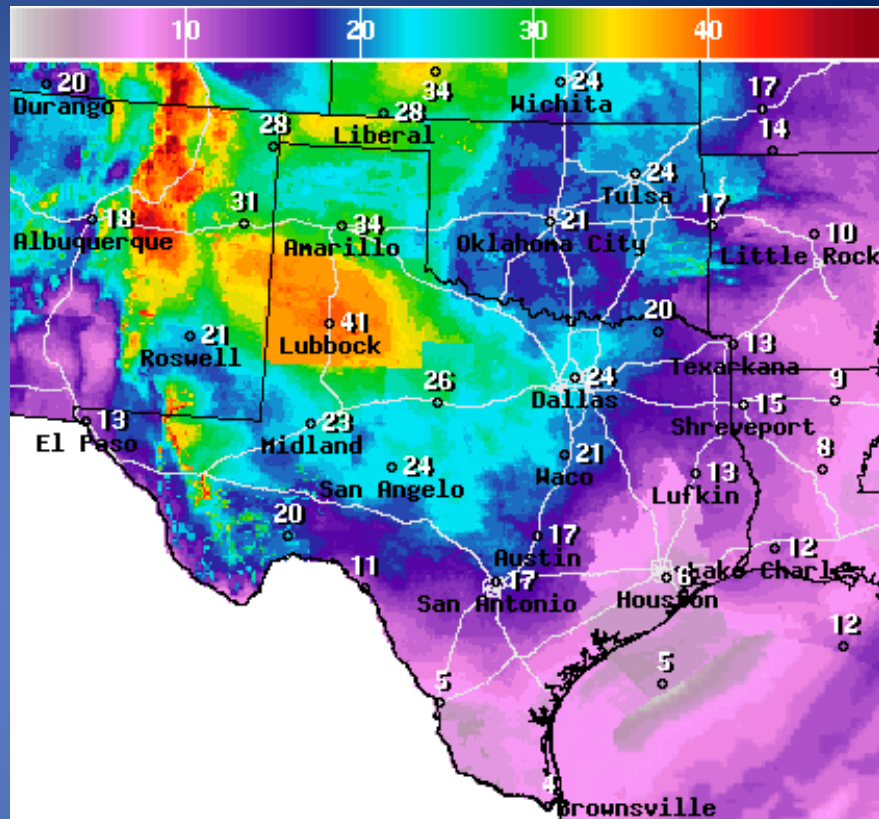 10 20 30 40
20 34 24 17
Durango Wichita
28 Liberal 28 14
24
Tulsa
18 31 34 21 17 10
Albuquerque Amarillo Oklahoma City Little Rock
21 41 20 13
Roswell Lubbock Texarkana
26 24 15 9
Dallas
13 23 Shreveport
El Paso Midland
24 21 13 8
San Angelo Waco Lufkin
20 17 12
Austin
11 17 6 Lake Charles
San Antonio Houston
12
5 5
4
Brownsville